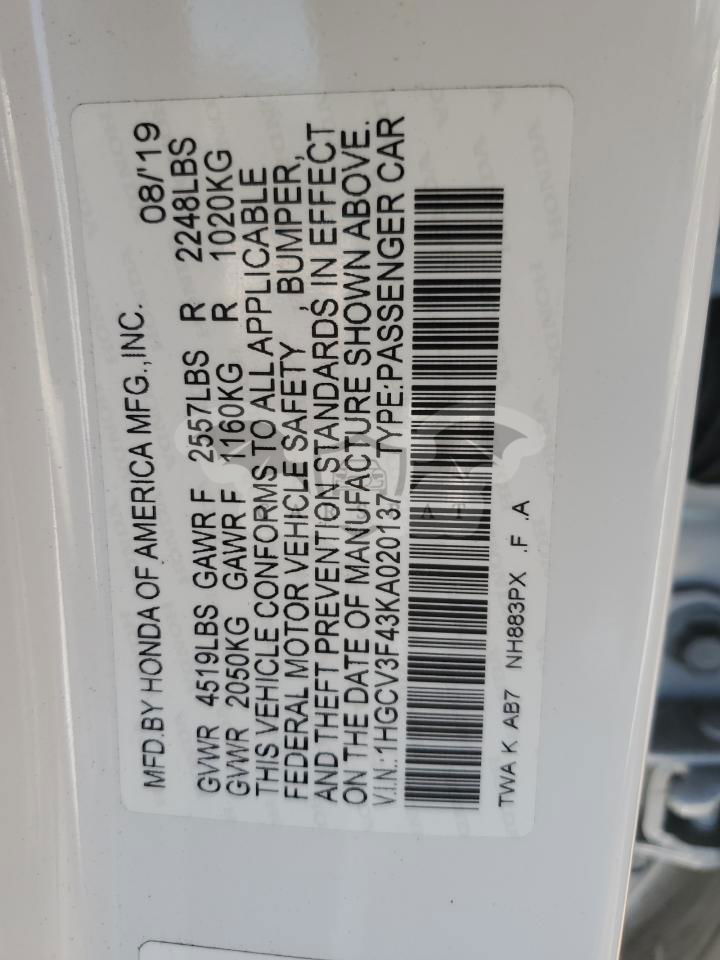 MFD.BY HONDA OF AMERICA MFG.,INC. 08/'19
GVWR 4519LBS GAWR F 2557LBS R 2248LBS
GVWR 2050KG GAWR F 1160KG R 1020KG
THIS VEHICLE CONFORMS TO ALL APPLICABLE
FEDERAL MOTOR VEHICLE SAFETY , BUMPER,
AND THEFT PREVENTION STANDARDS, IN EFFECT
ON THE DATE OF MANUFACTURE SHOWN ABOVE.
V.I.N.:1HGCV3F43KA020137 TYPE:PASSENGER CAR
TWA K AB7 NH883PX .F .A